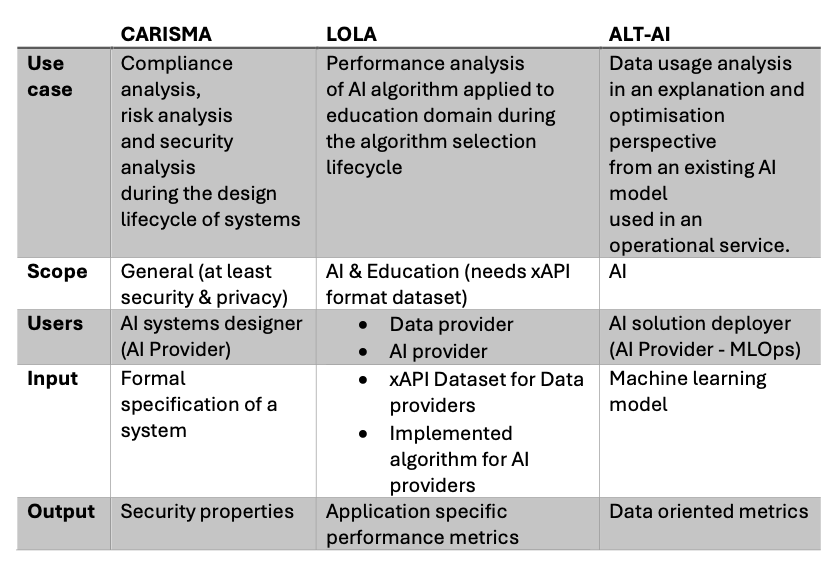 CARISMA LOLA ALT-AI
Use
case
Compliance
analysis,
risk analysis
and security
analysis
during the design
lifecycle of systems
Performance analysis
of AI algorithm applied to
education domain during
the algorithm selection
lifecycle
Data usage analysis
in an explanation and
optimisation
perspective
from an existing AI
model
used in an
operational service.
Scope
General (at least
security & privacy)
AI & Education (needs xAPI
format dataset)
AI
Users
AI systems designer
(AI Provider)
• Data provider
• AI provider
AI solution deployer
(AI Provider - MLOps)
Input
Formal
specification of a
system
• xAPI Dataset for Data
providers
• Implemented
algorithm for AI
providers
Machine learning
model
Output
Security properties
Application specific
performance metrics
Data oriented metrics